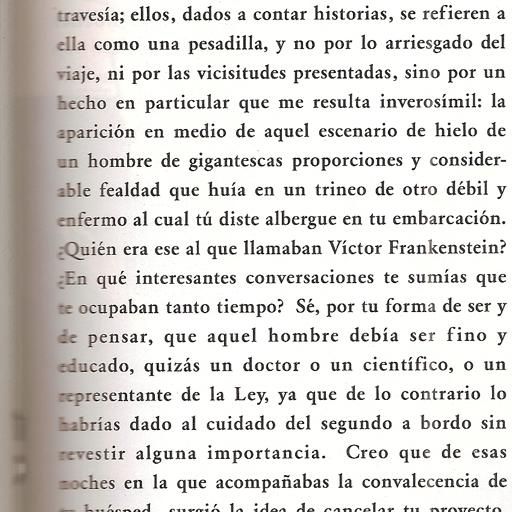 travesía; ellos, dados a contar historias, se refieren a
ella como una pesadilla, y no por lo arriesgado del
viaje, ni por las vicisitudes presentadas, sino por un
hecho en particular que me resulta inverosímil: la
aparición en medio de aquel escenario de hielo de
un hombre de gigantescas proporciones y consider-
able fealdad que huía en un trineo de otro débil y
enfermo al cual tú diste albergue en tu embarcación.
¿Quién era ese al que llamaban Víctor Frankenstein?
¿En qué interesantes conversaciones te sumías que
te ocupaban tanto tiempo? Sé, por tu forma de ser y
de pensar, que aquel hombre debía ser fino y
educado, quizás un doctor o un científico, o un
representante de la Ley, ya que de lo contrario lo
habrías dado al cuidado del segundo a bordo sin
revestir alguna importancia. Creo que de esas
noches en la que acompañabas la convalecencia de
tu huésped, surgió la idea de cancelar tu proyecto,